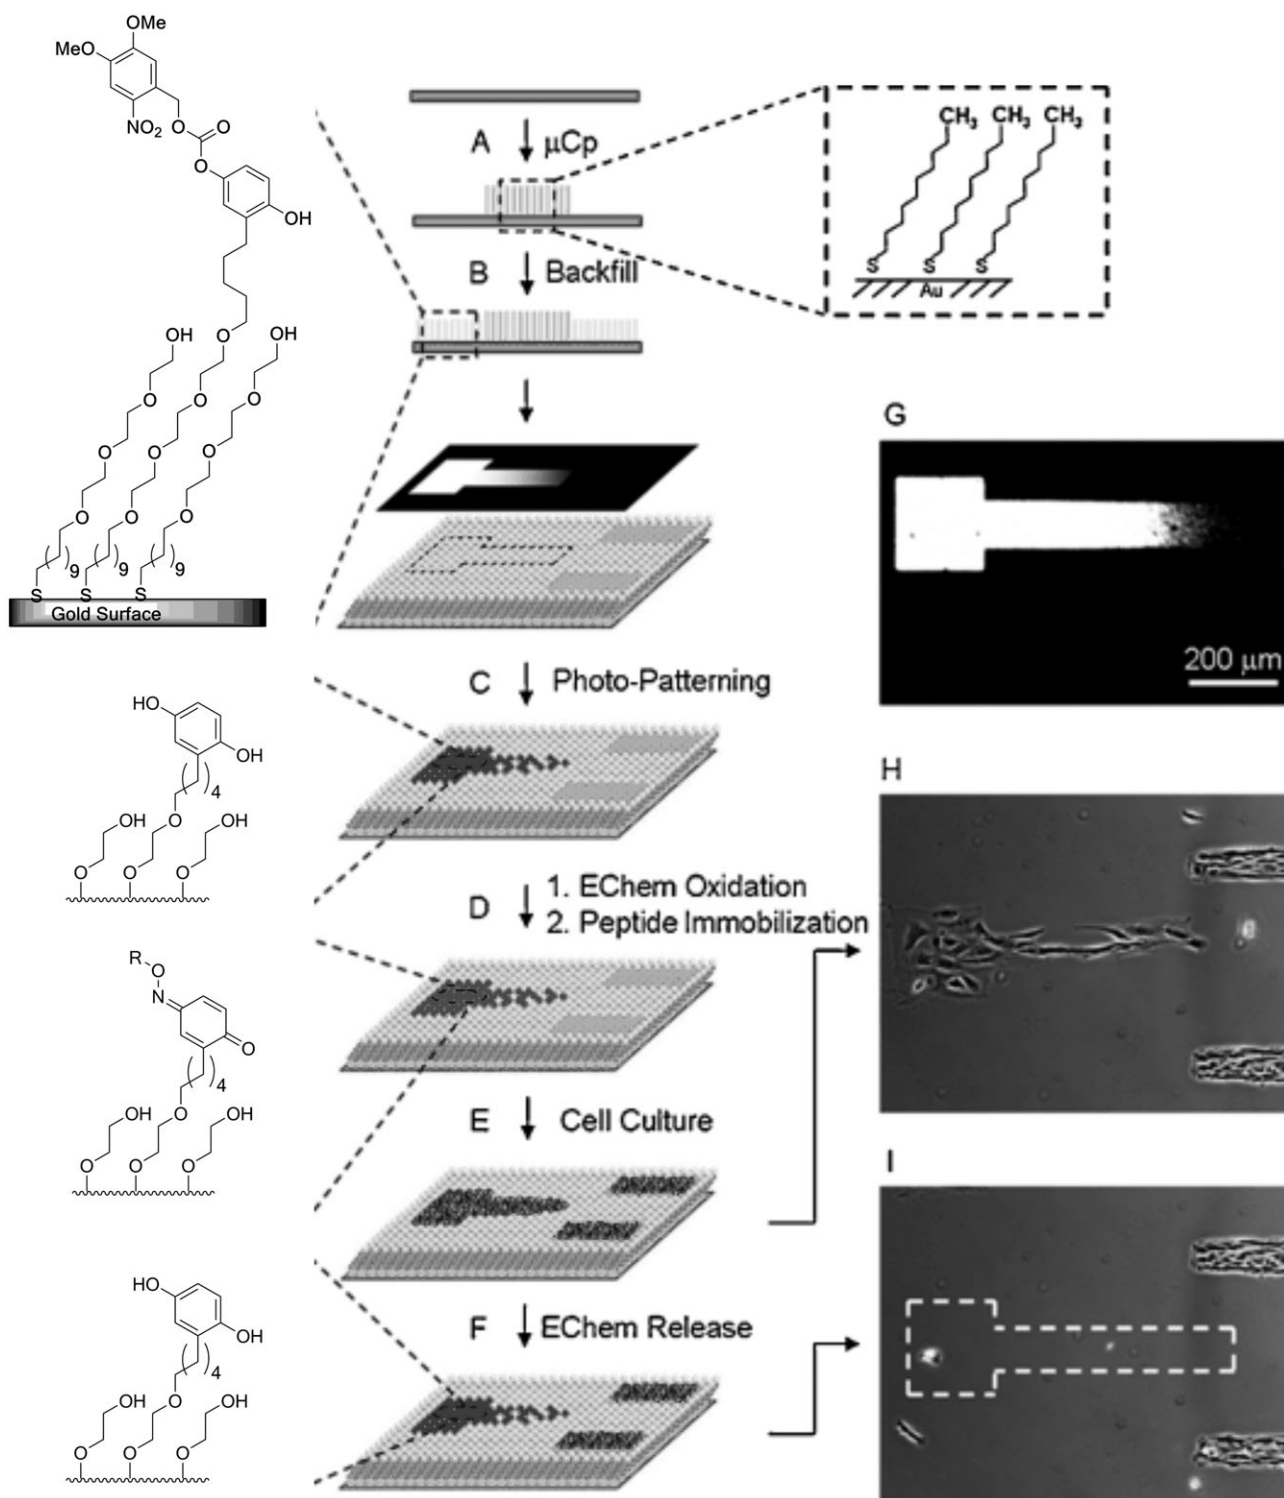 OMe
MeO
NO2
O
O
O
OH
O
OH
OH
O
O
O
O
O
O
O
O
O
9
9
9
S
S
S
Gold Surface
A
μCp
B
Backfill
CH3
CH3
CH3
S
S
S
Au
G
200 μm
C
Photo-Patterning
HO
OH
4
O
OH
OH
O
O
O
H
D
1. EChem Oxidation
2. Peptide Immobilization
R
O
N
O
4
O
OH
OH
O
O
O
E
Cell Culture
I
F
EChem Release
HO
OH
4
O
OH
OH
O
O
O